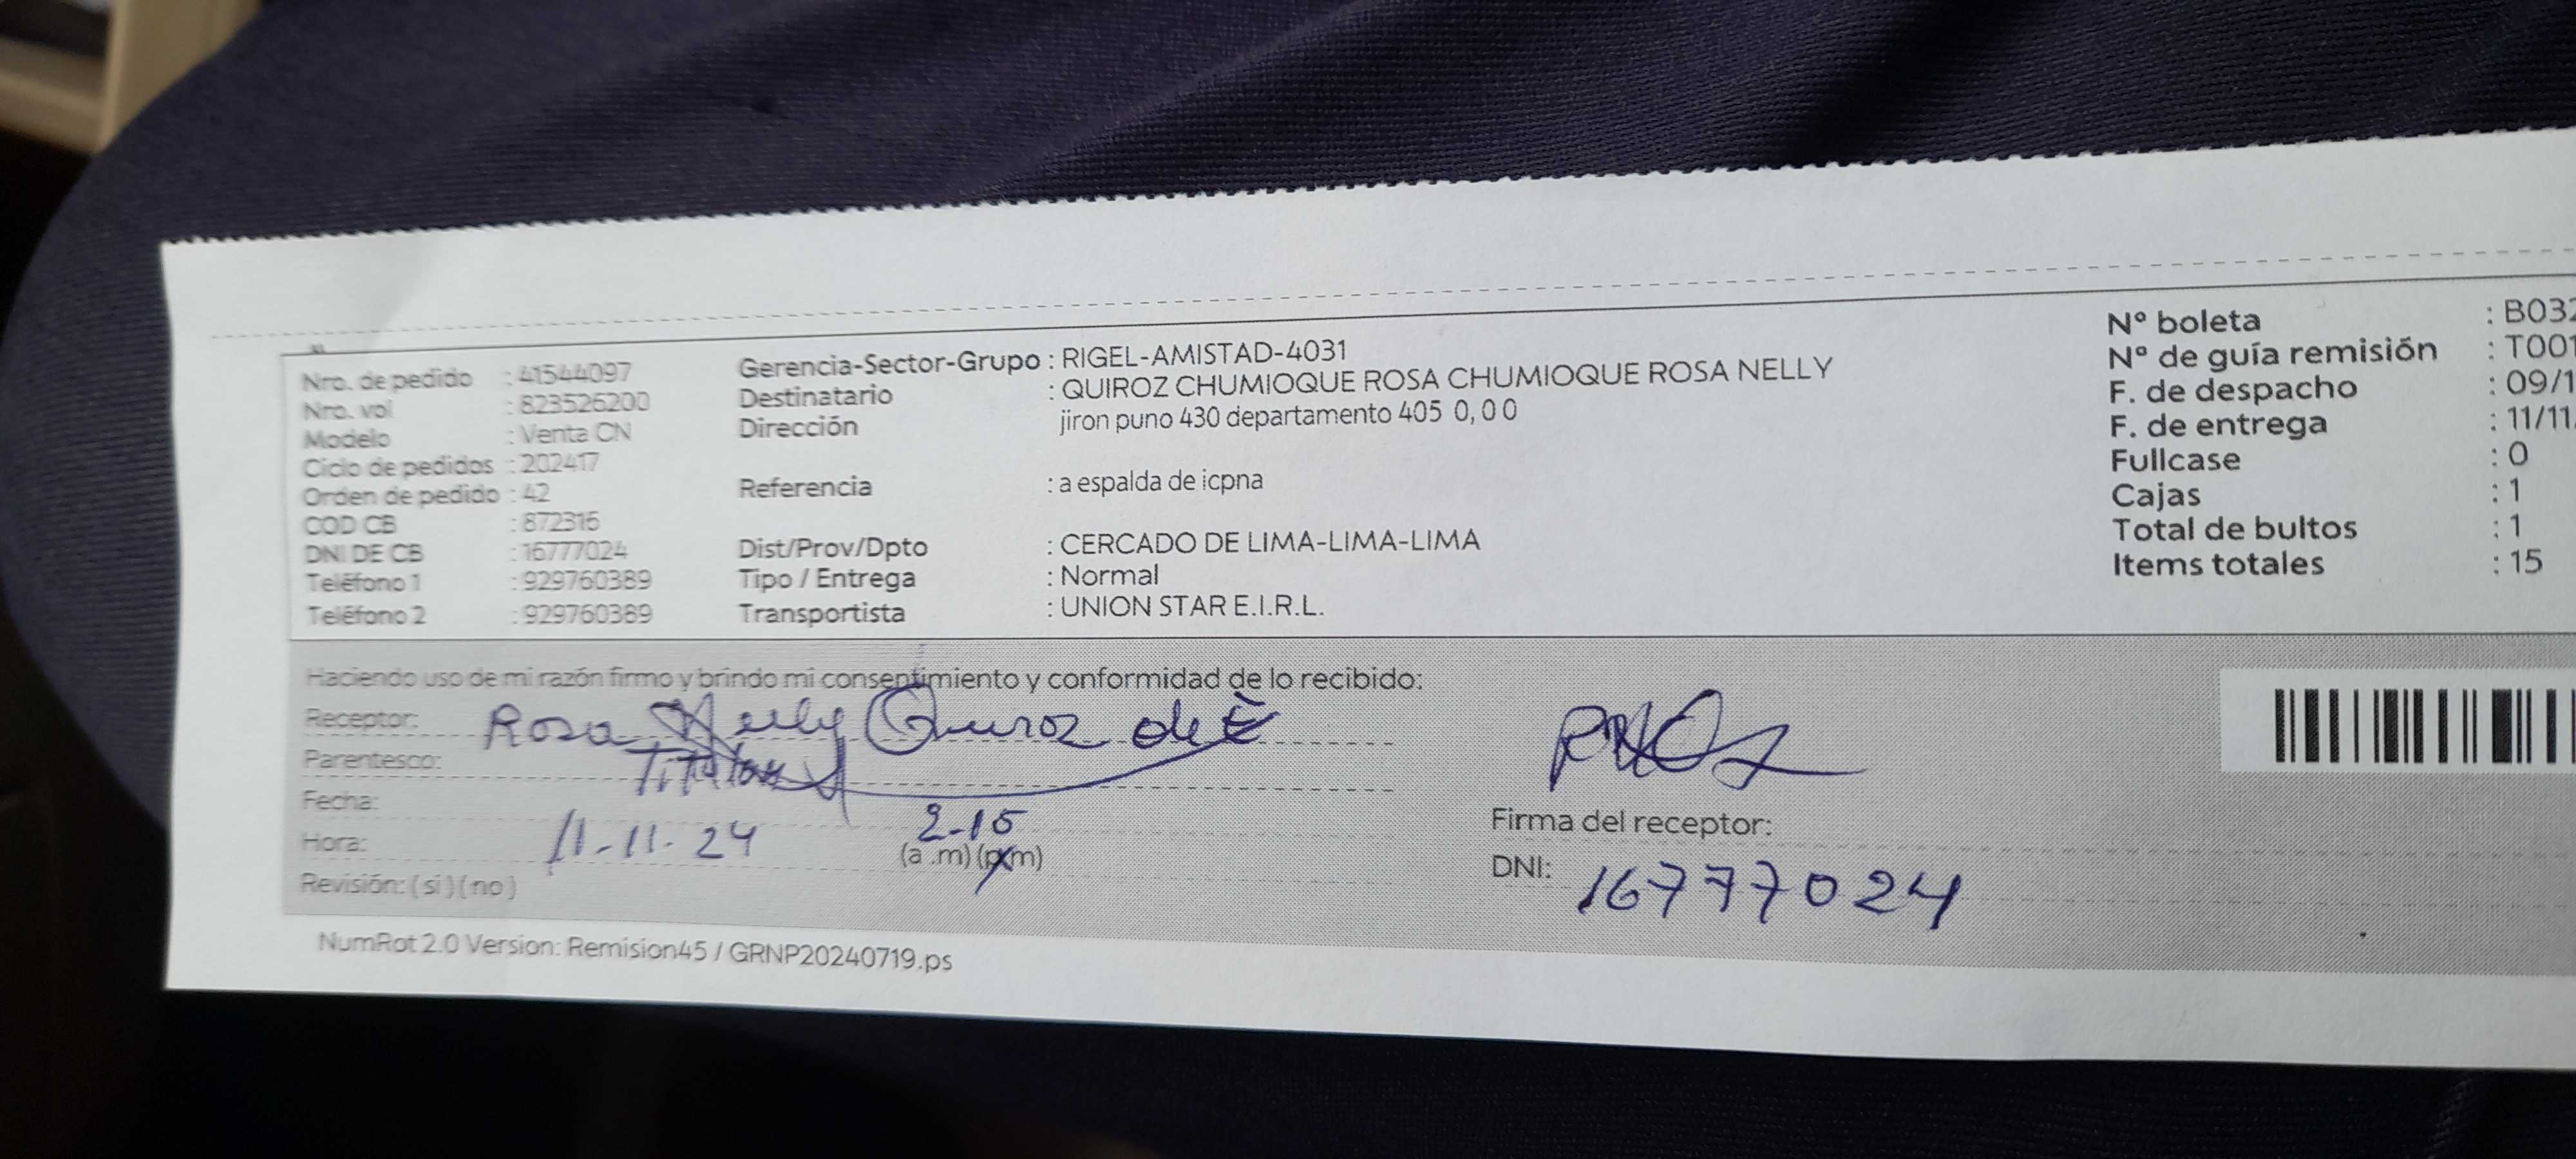 Nro. de pedido : 41544097
Nro. vol : 823526200
Modelo : Venta CN
Ciclo de pedidos : 202417
Orden de pedido : 42
COD CB : 872316
DNI DE CB : 16777024
Teléfono 1 : 929760389
Teléfono 2 : 929760389
Gerencia-Sector-Grupo : RIGEL-AMISTAD-4031
Destinatario : QUIROZ CHUMIOQUE ROSA CHUMIOQUE ROSA NELLY
Dirección jiron puno 430 departamento 405 0, 0 0
Referencia : a espalda de icpna
Dist/Prov/Dpto : CERCADO DE LIMA-LIMA-LIMA
Tipo / Entrega : Normal
Transportista : UNION STAR E.I.R.L.
Nº boleta : B032
Nº de guía remisión : T001
F. de despacho : 09/1
F. de entrega : 11/11
Fullcase : 0
Cajas : 1
Total de bultos : 1
Items totales : 15
Haciendo uso de mi razón firmo y brindo mi consentimiento y conformidad de lo recibido:
Receptor: Rosa Nelly Quiroz de
Parentesco: Titular
Fecha: 11-11-24
Hora: 2-15 (a .m) (p.m)
Revisión: ( si ) ( no )
Firma del receptor:
DNI: 16777024
NumRot 2.0 Version: Remision45 / GRNP20240719.ps